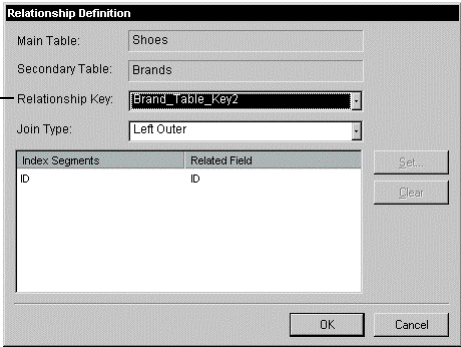 Relationship Definition
Main Table: Shoes
Secondary Table: Brands
Relationship Key: Brand_Table_Key2
Join Type: Left Outer
Index Segments Related Field Set...
ID ID
Clear
OK Cancel